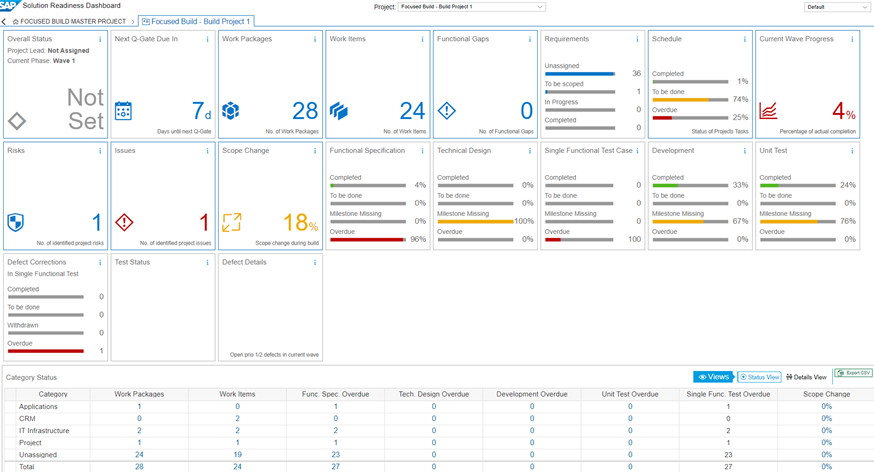 SAP Solution Readiness Dashboard
Project: Focused Build - Build Project 1
Default
FOCUSED BUILD MASTER PROJECT
Focused Build - Build Project 1
Overall Status
Project Lead: Not Assigned
Current Phase: Wave 1
Not
Set
Next Q-Gate Due In
7d
Days until next Q-Gate
Work Packages
28
No. of Work Packages
Work Items
24
No. of Work Items
Functional Gaps
0
No. of Functional Gaps
Requirements
Unassigned
36
To be scoped
1
In Progress
0
Completed
0
Schedule
Completed
1%
To be done
74%
Overdue
25%
Status of Projects Tasks
Current Wave Progress
4%
Percentage of actual completion
Risks
1
No. of identified project risks
Issues
1
No. of identified project issues
Scope Change
18%
Scope change during build
Functional Specification
Completed
4%
To be done
0%
Milestone Missing
0%
Overdue
96%
Technical Design
Completed
0%
To be done
0%
Milestone Missing
100%
Overdue
0%
Single Functional Test Case
Completed
0
To be done
0
Milestone Missing
0
Overdue
100
Development
Completed
33%
To be done
0%
Milestone Missing
67%
Overdue
0%
Unit Test
Completed
24%
To be done
0%
Milestone Missing
76%
Overdue
0%
Defect Corrections
In Single Functional Test
Completed
0
To be done
0
Withdrawn
0
Overdue
1
Test Status
Defect Details
Open prio 1/2 defects in current wave
Category Status
Views
Status View
Details View
Export CSV
Category Work Packages Work Items Func. Spec. Overdue Tech. Design Overdue Development Overdue Unit Test Overdue Single Func. Test Overdue Scope Change
Applications 1 0 1 0 0 0 1 0%
CRM 0 2 0 0 0 0 0 0%
IT Infrastructure 2 2 2 0 0 0 2 0%
Project 1 1 1 0 0 0 1 0%
Unassigned 24 19 23 0 0 0 23 0%
Total 28 24 27 0 0 0 27 0%